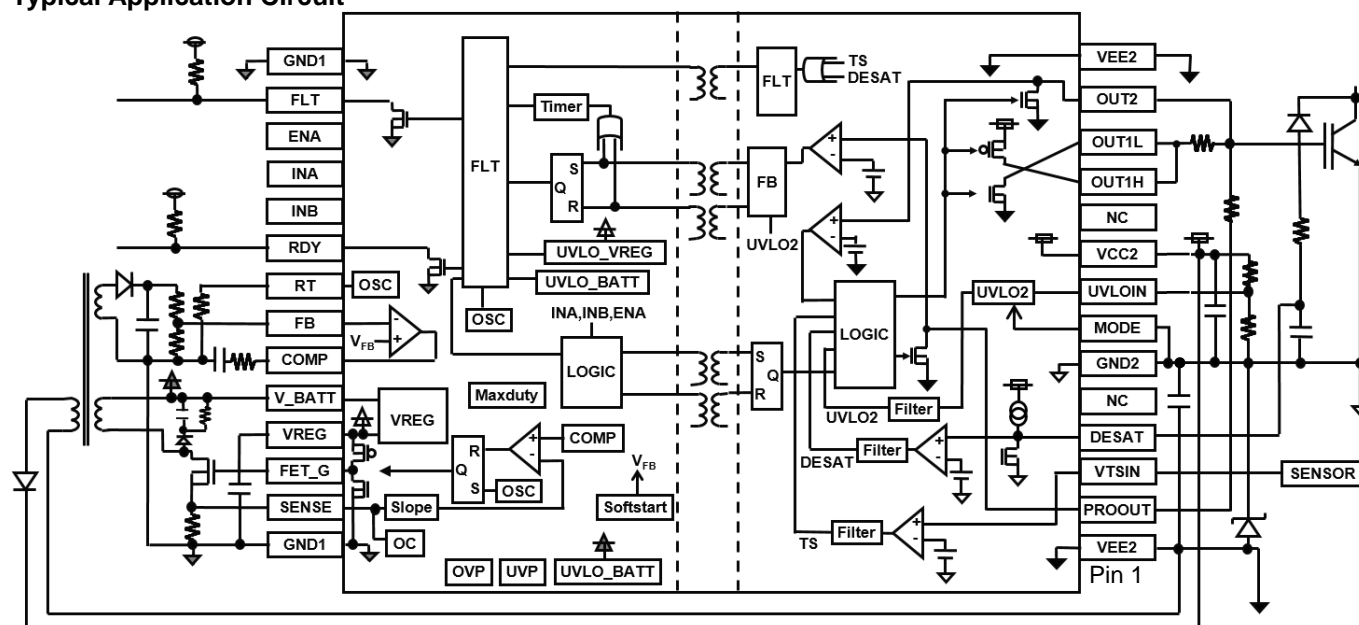 Typical Application Circuit
GND1
FLT
ENA
INA
INB
RDY
RT
FB
COMP
V_BATT
VREG
FET_G
SENSE
GND1
OSC
VFB
-
+
VREG
Slope
OC
FLT
Timer
S
Q
R
UVLO_VREG
UVLO_BATT
OSC
INA,INB,ENA
LOGIC
Maxduty
R
Q
S
+
-
COMP
OSC
VFB
Softstart
OVP
UVP
UVLO_BATT
FLT
TS
DESAT
FB
UVLO2
+
-
+
-
LOGIC
UVLO2
S
Q
R
UVLO2
Filter
DESAT
Filter
+
-
TS
Filter
+
-
VEE2
OUT2
OUT1L
OUT1H
NC
VCC2
UVLOIN
MODE
GND2
NC
DESAT
VTSIN
PROOUT
VEE2
Pin 1
SENSOR